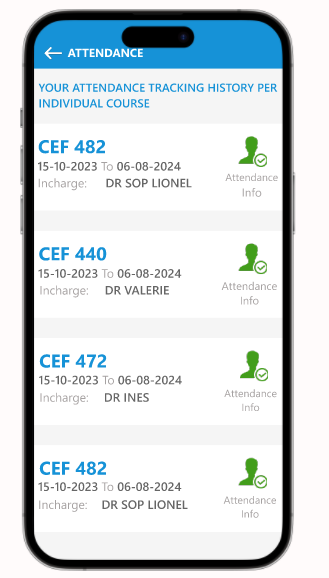 ATTENDANCE
YOUR ATTENDANCE TRACKING HISTORY PER
INDIVIDUAL COURSE
CEF 482
15-10-2023 To 06-08-2024
Incharge: DR SOP LIONEL
Attendance
Info
CEF 440
15-10-2023 To 06-08-2024
Incharge: DR VALERIE
Attendance
Info
CEF 472
15-10-2023 To 06-08-2024
Incharge: DR INES
Attendance
Info
CEF 482
15-10-2023 To 06-08-2024
Incharge: DR SOP LIONEL
Attendance
Info